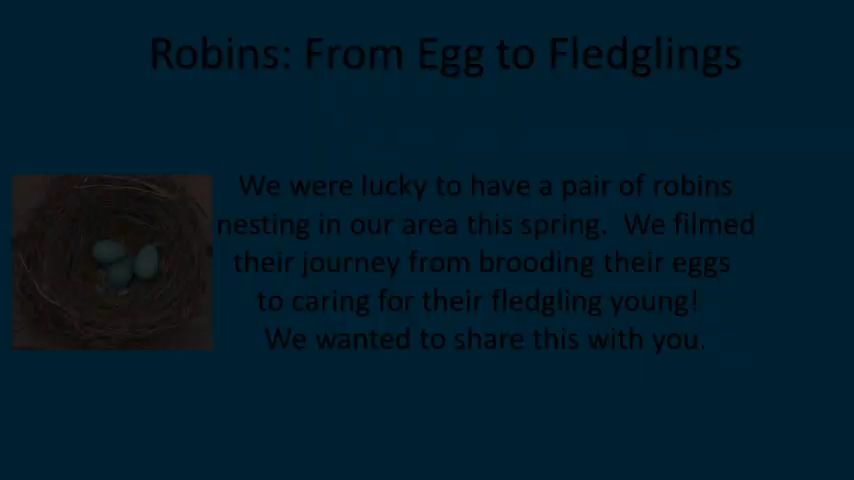 Robins: From Egg to Fledglings
We were lucky to have a pair of robins
nesting in our area this spring.  We filmed
their journey from brooding their eggs
to caring for their fledgling young!
We wanted to share this with you.